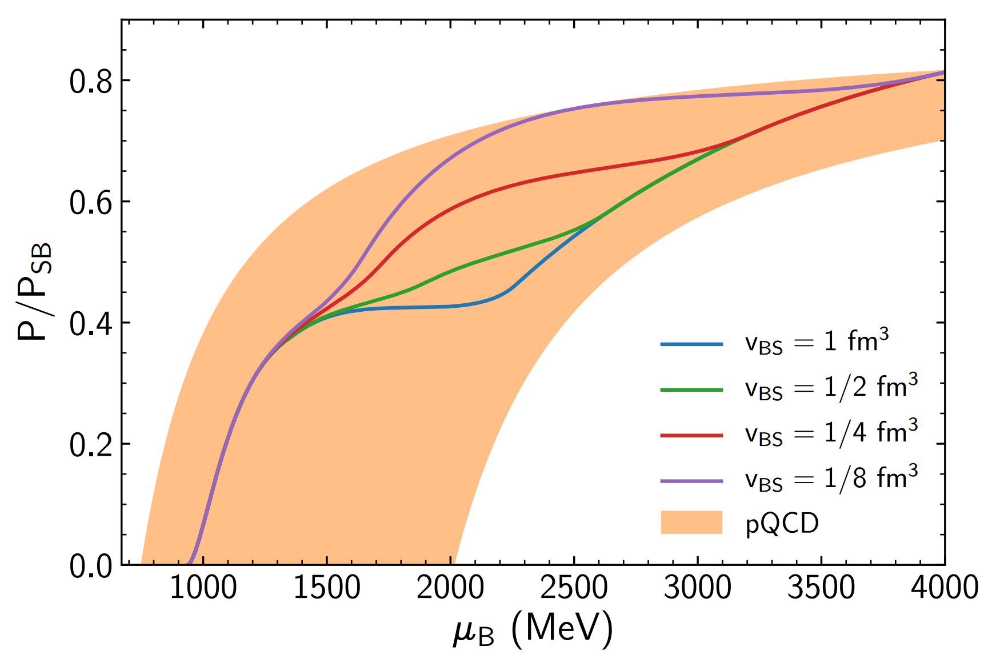 P/P_SB
0.8
0.6
0.4
0.2
0.0
1000 1500 2000 2500 3000 3500 4000
μ_B (MeV)
v_BS = 1 fm³
v_BS = 1/2 fm³
v_BS = 1/4 fm³
v_BS = 1/8 fm³
pQCD